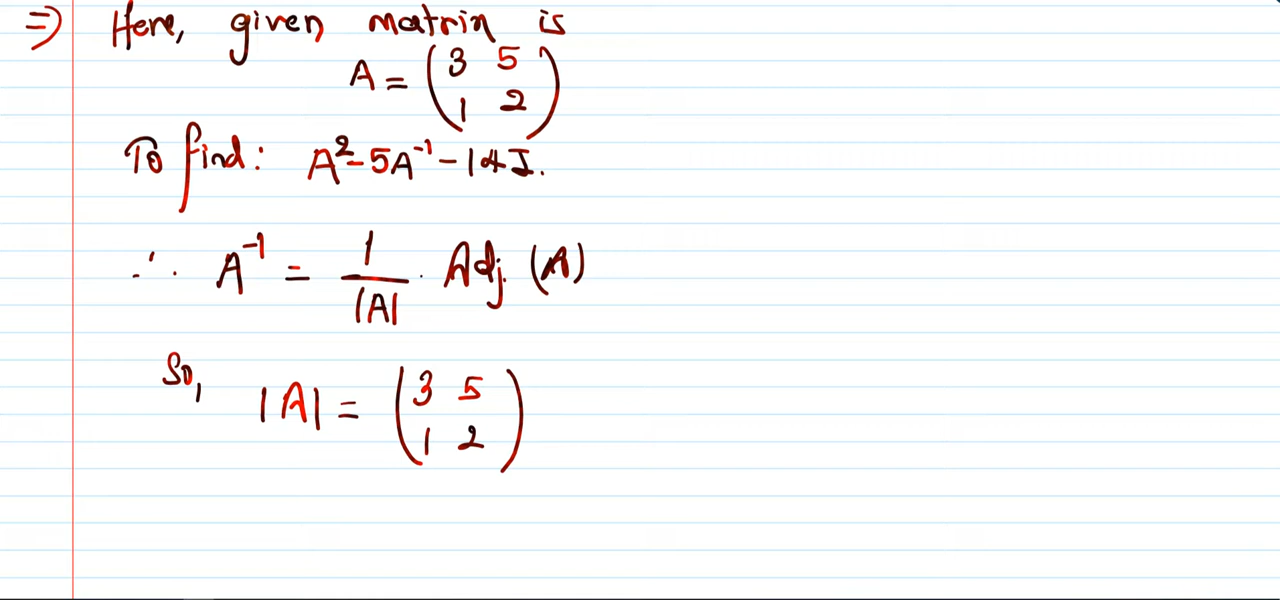 ⇒ Here, given matrin is
A = (3 5
1 2)
To find: A² - 5A⁻¹ - 14I.
∴ A⁻¹ = 1/|A| · Adj. (A)
So, |A| = (3 5
1 2)